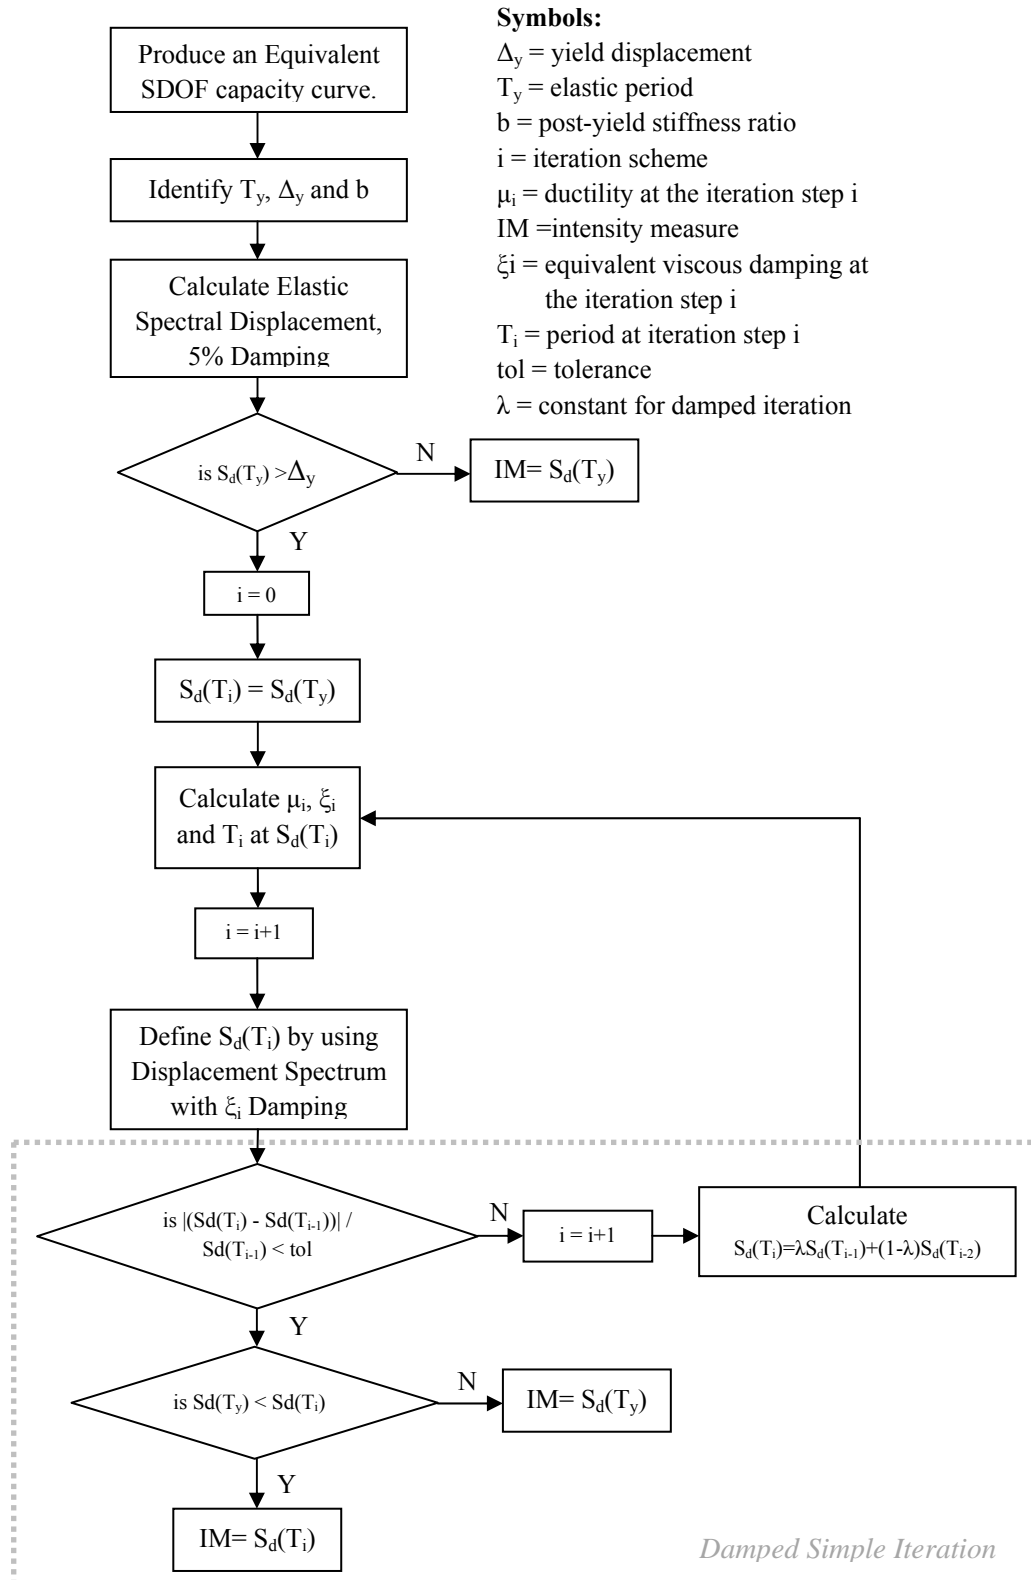 Symbols:
Δy = yield displacement
Ty = elastic period
b = post-yield stiffness ratio
i = iteration scheme
μi = ductility at the iteration step i
IM =intensity measure
ξi = equivalent viscous damping at
the iteration step i
Ti = period at iteration step i
tol = tolerance
λ = constant for damped iteration
Produce an Equivalent
SDOF capacity curve.
Identify Ty, Δy and b
Calculate Elastic
Spectral Displacement,
5% Damping
is Sd(Ty) >Δy
N
IM= Sd(Ty)
Y
i = 0
Sd(Ti) = Sd(Ty)
Calculate μi, ξi
and Ti at Sd(Ti)
i = i+1
Define Sd(Ti) by using
Displacement Spectrum
with ξi Damping
is |(Sd(Ti) - Sd(Ti-1))| /
Sd(Ti-1) < tol
N
i = i+1
Calculate
Sd(Ti)=λSd(Ti-1)+(1-λ)Sd(Ti-2)
Y
is Sd(Ty) < Sd(Ti)
N
IM= Sd(Ty)
Y
IM= Sd(Ti)
Damped Simple Iteration